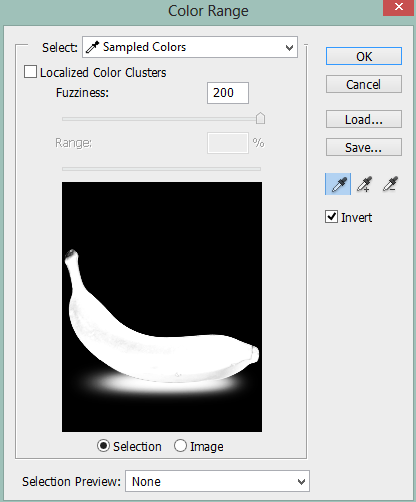 Color Range
Select: Sampled Colors
OK
Localized Color Clusters
Cancel
Fuzziness: 200
Load...
Range: %
Save...
Invert
Selection Image
Selection Preview: None